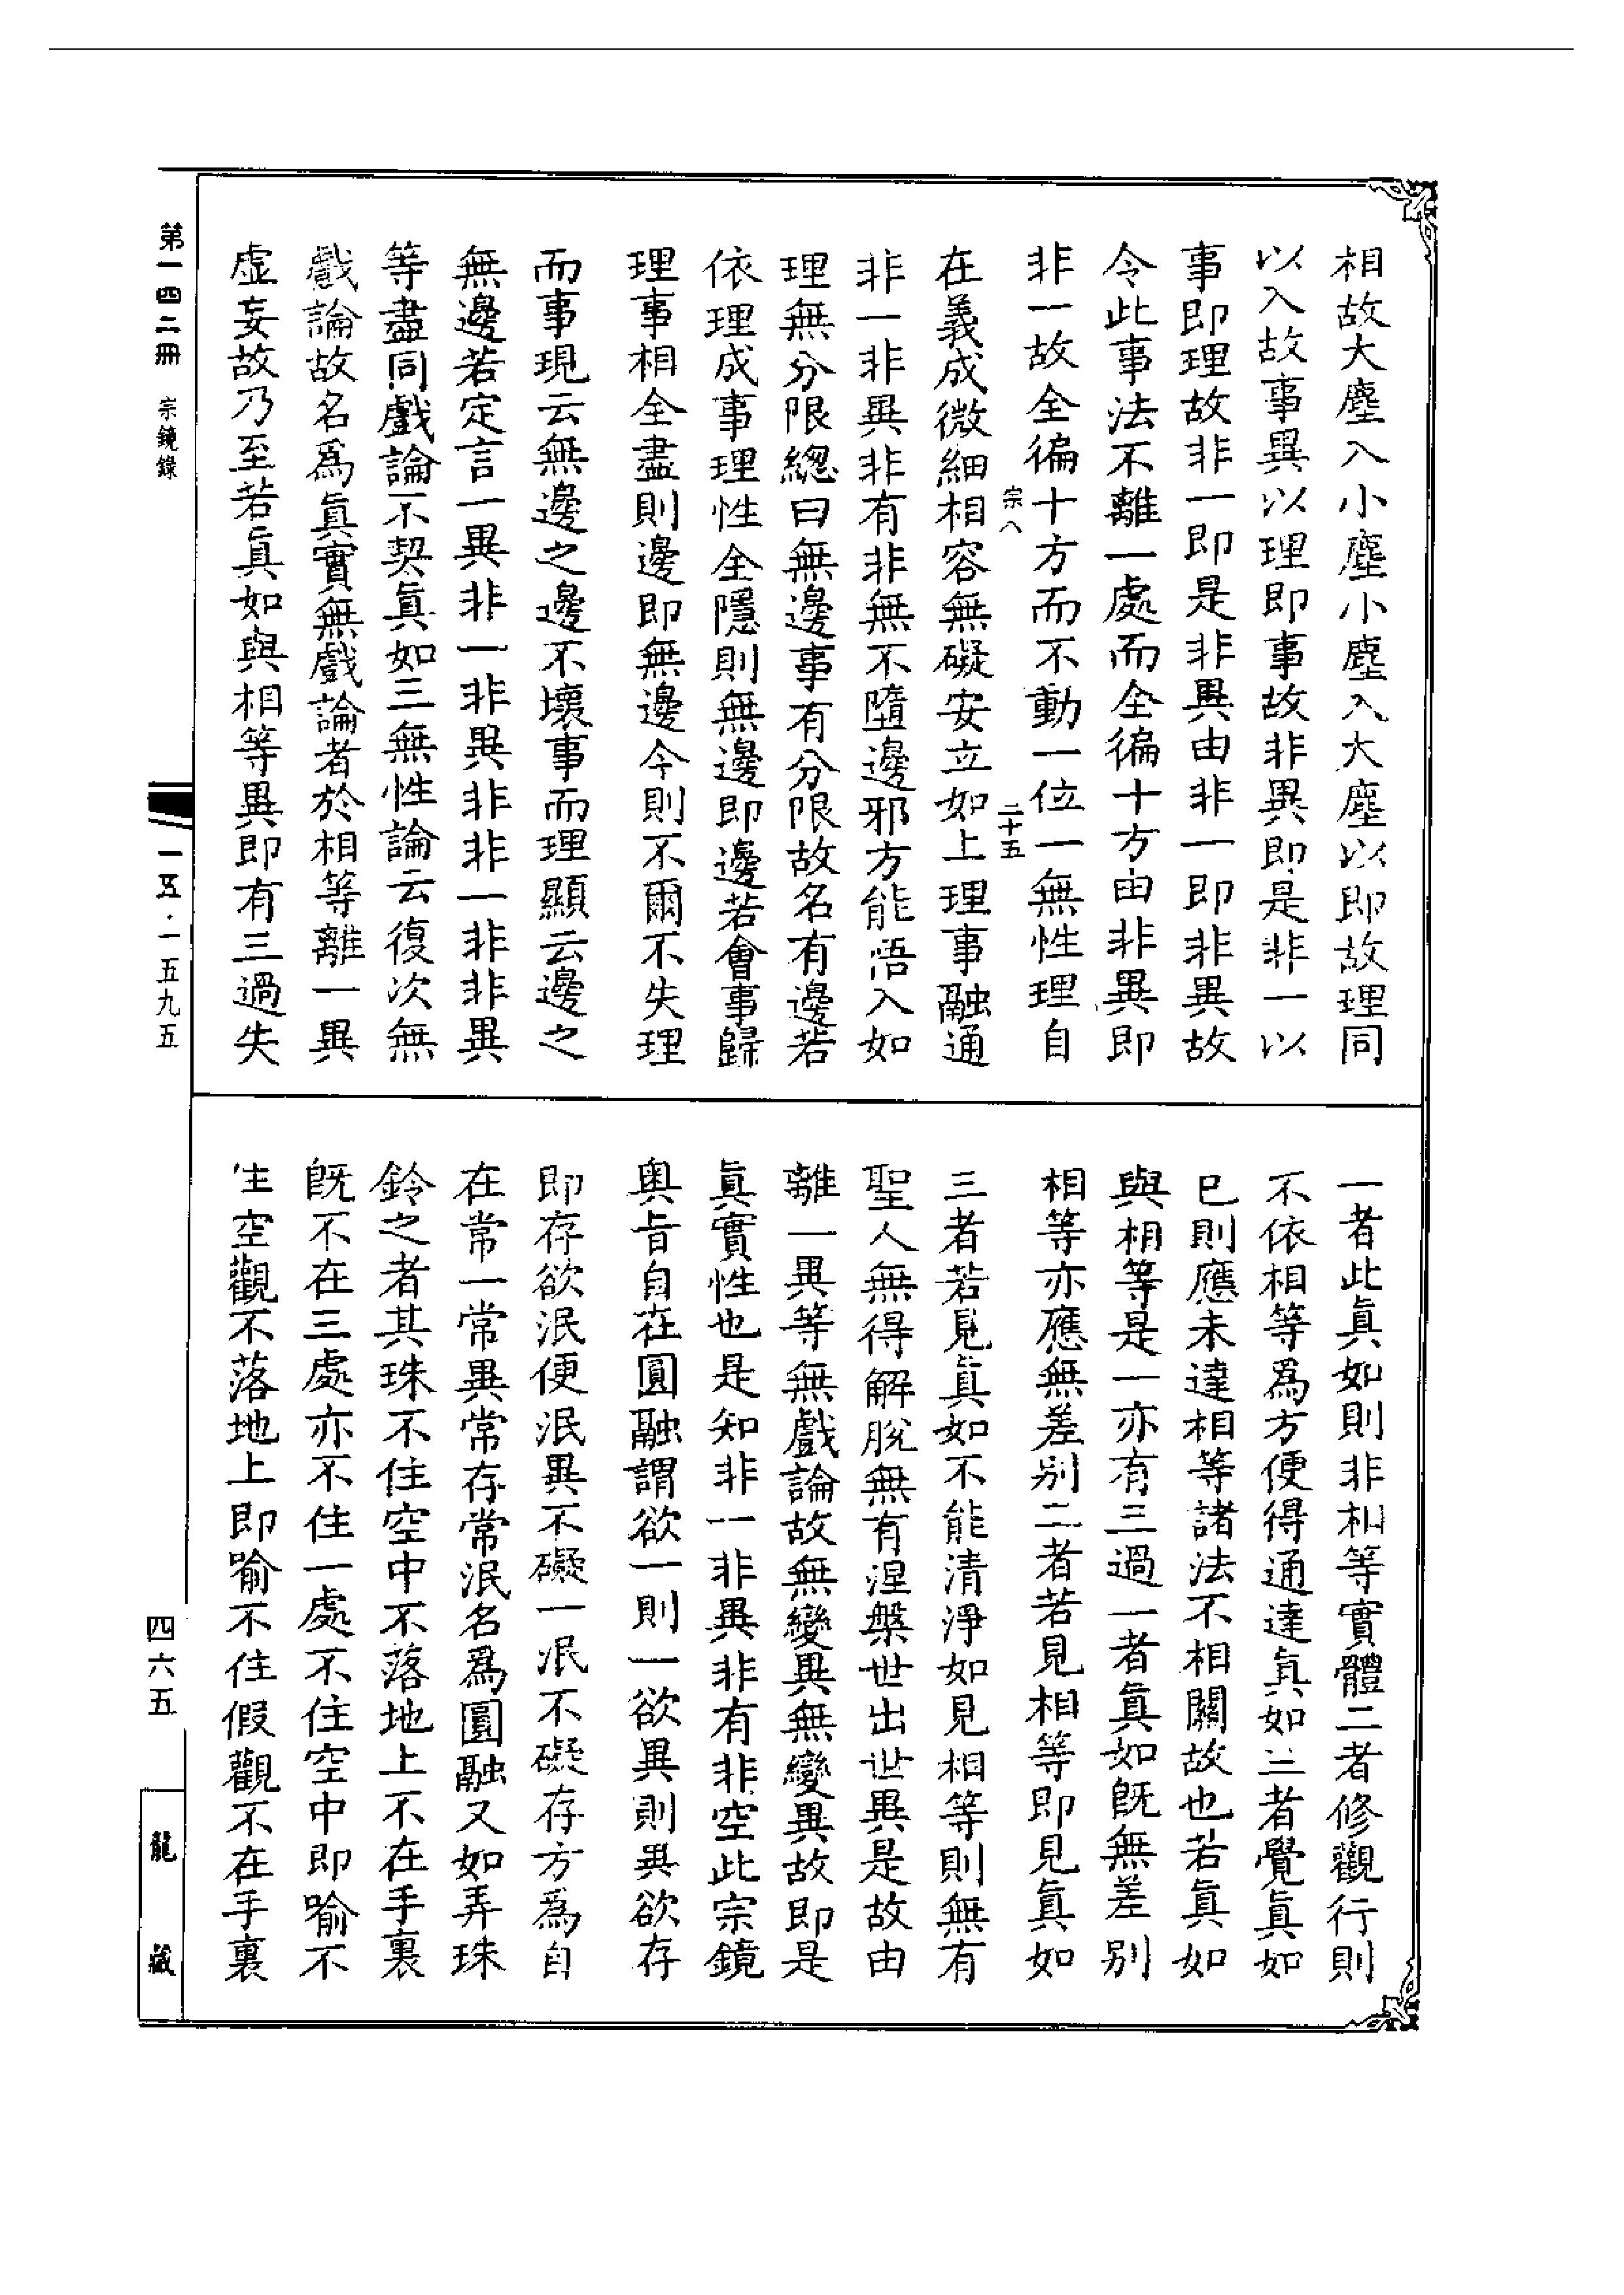 相故大塵入小塵小塵入大塵以即故理同
以入故事異以理即事故非異即是非一以
事即理故非一即是非異由非一即非異故
令此事法不離一處而全徧十方由非異即
非一故全徧十方而不動一位一無性理自
宗八
二十五
在義成微細相容無礙安立如上理事融通
非一非異非有非無不墮邊邪方能悟入如
理無分限總曰無邊事有分限故名有邊若
依理成事理性全隱則無邊即邊若會事歸
理事相全盡則邊即無邊今則不爾不失理
而事現云無邊之邊不壞事而理顯云邊之
無邊若定言一異非一非異非非一非非異
等盡同戲論不契眞如三無性論云復次無
戲論故名爲眞實無戲論者於相等離一異
虛妄故乃至若眞如與相等異即有三過失
一者此眞如則非相等實體二者修觀行則
不依相等爲方便得通達眞如三者覺眞如
已則應未達相等諸法不相關故也若眞如
與相等是一亦有三過一者眞如旣無差別
相等亦應無差別二者若見相等即見眞如
三者若見眞如不能清淨如見相等則無有
聖人無得解脫無有涅槃世出世異是故由
離一異等無戲論故無變異無變異故即是
眞實性也是知非一非異非有非空此宗鏡
奧旨自在圓融謂欲一則一欲異則異欲存
即存欲泯便泯異不礙一泯不礙存方爲自
在常一常異常存常泯名爲圓融又如弄珠
鈴之者其珠不住空中不落地上不在手裏
旣不在三處亦不住一處不住空中即喻不
住空觀不落地上即喻不住假觀不在手裏
第一四二冊 宗鏡錄
一五·一五九五
四六五
龍藏